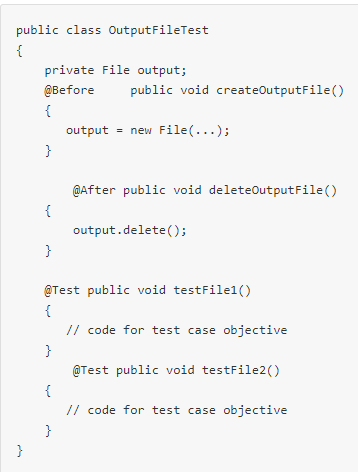 public class OutputFileTest
{
    private File output;
    @Before     public void createOutputFile()
    {
       output = new File(...);
    }

        @After public void deleteOutputFile()
    {
        output.delete();
    }

    @Test public void testFile1()
    {
       // code for test case objective
    }
        @Test public void testFile2()
    {
       // code for test case objective
    }
}